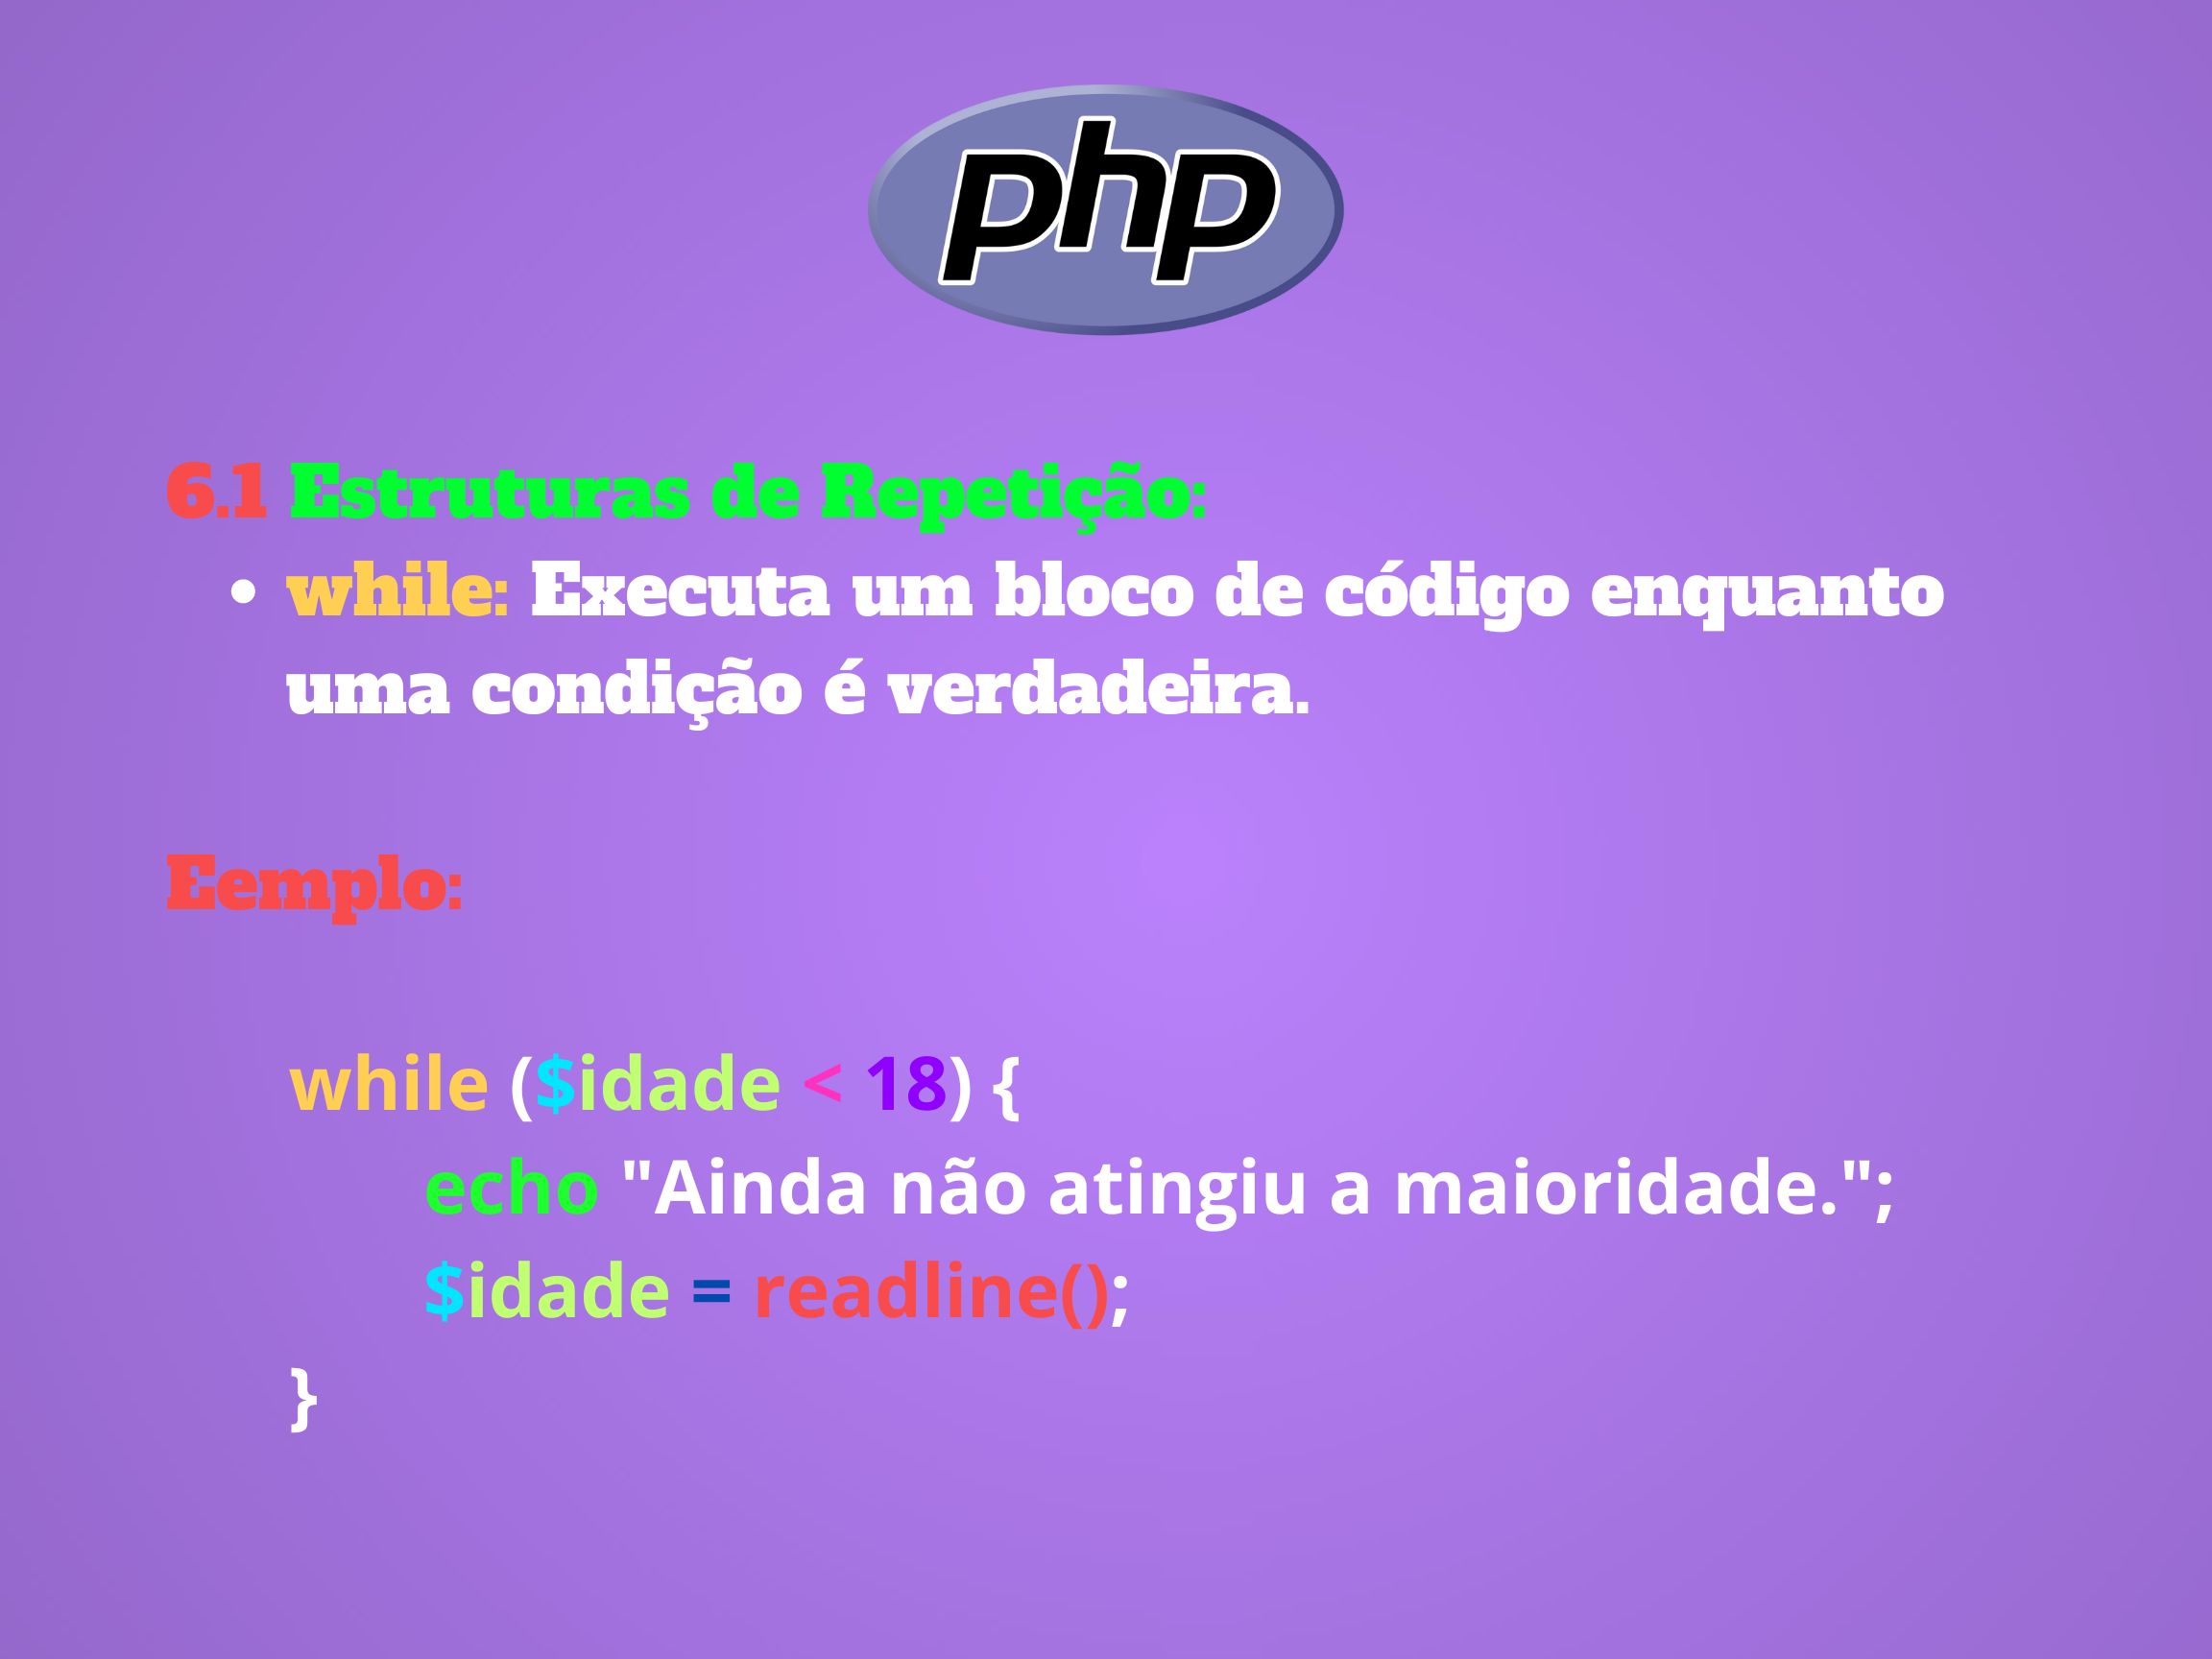 php
6.1 Estruturas de Repetição:
• while: Executa um bloco de código enquanto
uma condição é verdadeira.
Eemplo:
while ($idade < 18) {
echo "Ainda não atingiu a maioridade.";
$idade = readline();
}